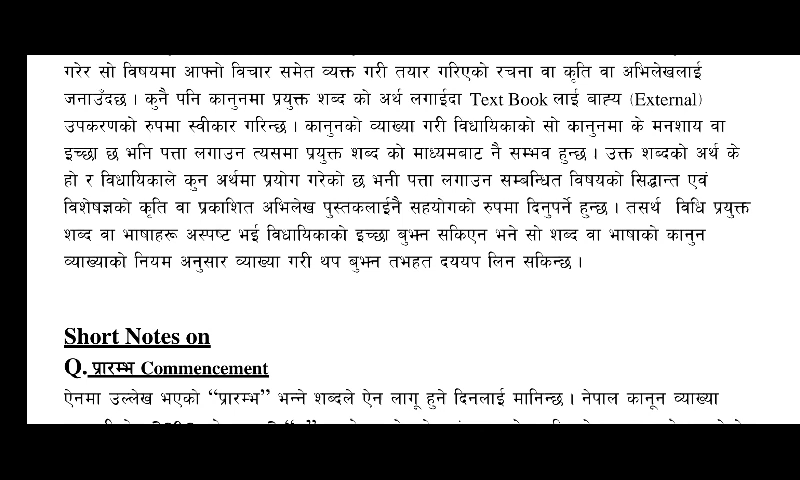 गरेर सो विषयमा आफ्नो विचार समेत व्यक्त गरी तयार गरिएको रचना वा कृति वा अभिलेखलाई
जनाउँदछ । कुनै पनि कानुनमा प्रयुक्त शब्द को अर्थ लगाईदा Text Book लाई बाह्य (External)
उपकरणको रुपमा स्वीकार गरिन्छ । कानुनको व्याख्या गरी विधायिकाको सो कानुनमा के मनशाय वा
इच्छा छ भनि पत्ता लगाउन त्यसमा प्रयुक्त शब्द को माध्यमबाट नै सम्भव हुन्छ । उक्त शब्दको अर्थ के
हो र विधायिकाले कुन अर्थमा प्रयोग गरेको छ भनी पत्ता लगाउन सम्बन्धित विषयको सिद्धान्त एवं
विशेषज्ञको कृति वा प्रकाशित अभिलेख पुस्तकलाईनै सहयोगको रुपमा दिनुपर्ने हुन्छ । तसर्थ विधि प्रयुक्त
शब्द वा भाषाहरू अस्पष्ट भई विधायिकाको इच्छा बुझ्न सकिएन भने सो शब्द वा भाषाको कानुन
व्याख्याको नियम अनुसार व्याख्या गरी थप बुझ्न तभहत दययप लिन सकिन्छ ।
Short Notes on
Q. प्रारम्भ Commencement
ऐनमा उल्लेख भएको “प्रारम्भ” भन्ने शब्दले ऐन लागू हुने दिनलाई मानिन्छ । नेपाल कानून व्याख्या